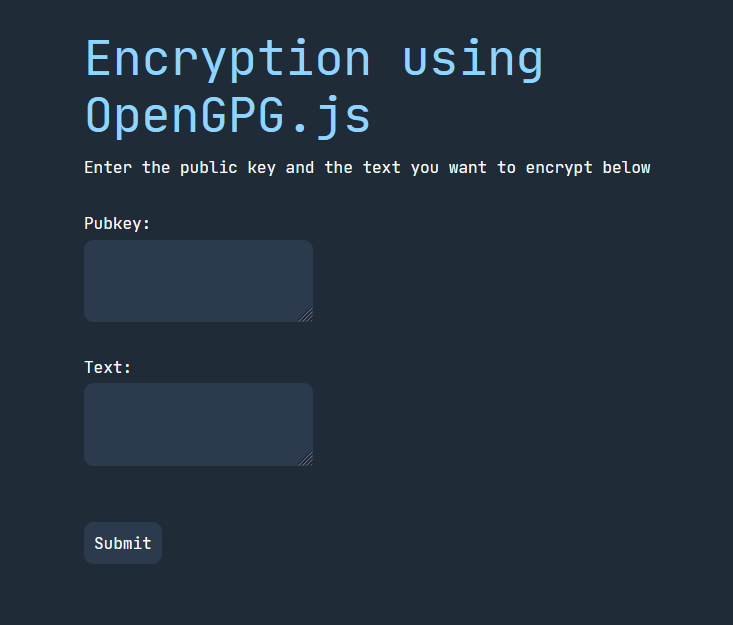 Encryption using
OpenGPG.js
Enter the public key and the text you want to encrypt below
Pubkey:
Text:
Submit